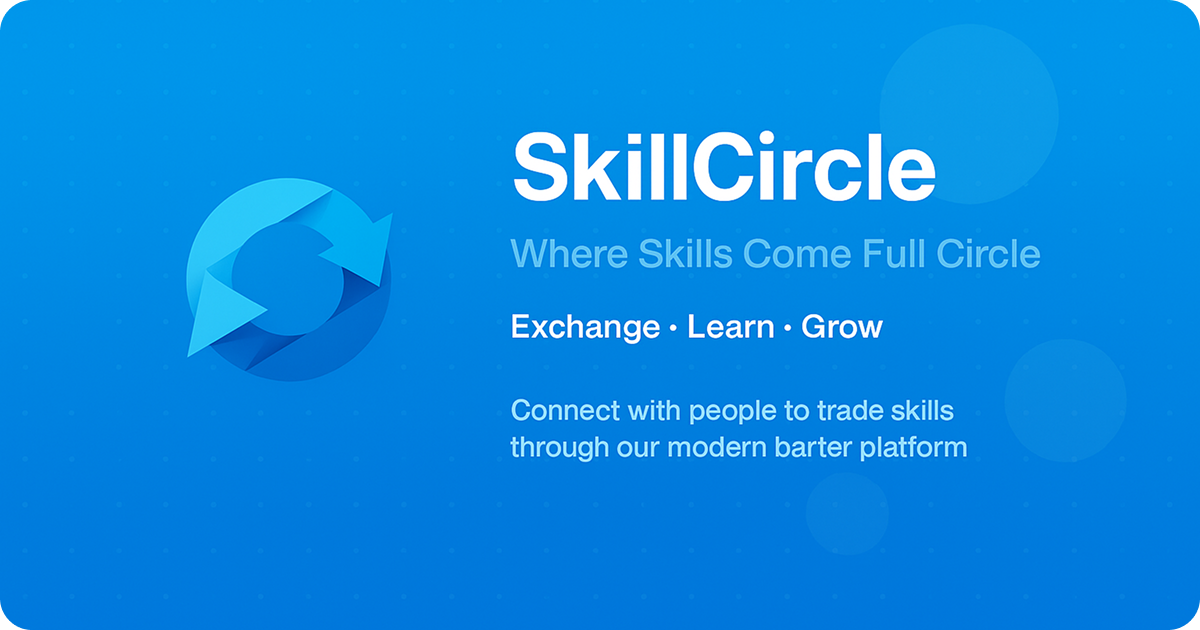 SkillCircle
Where Skills Come Full Circle
Exchange • Learn • Grow
Connect with people to trade skills
through our modern barter platform